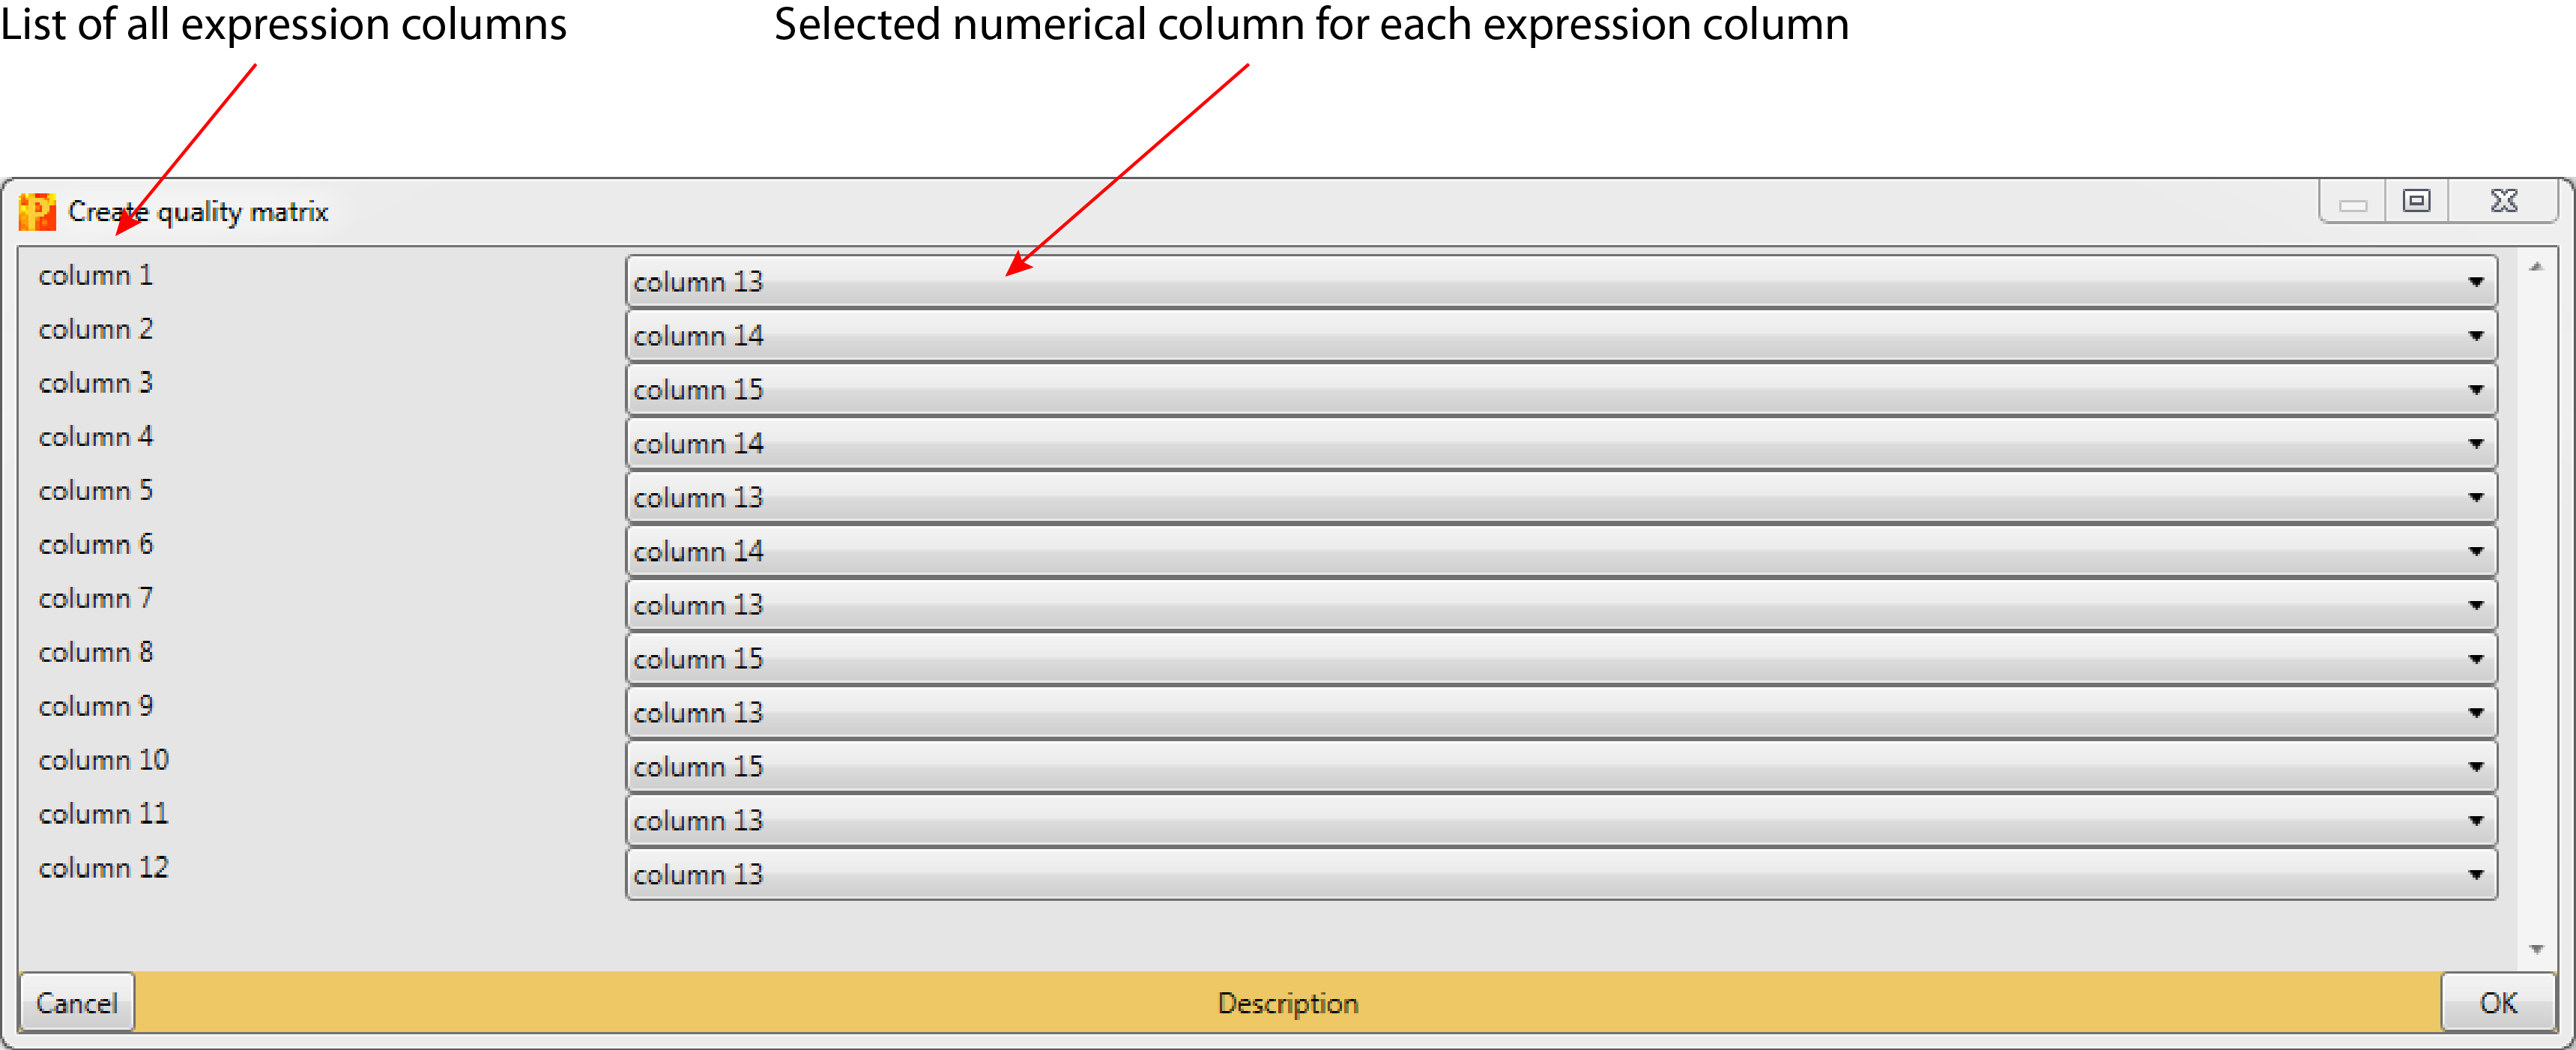 List of all expression columns Selected numerical column for each expression column
Create quality matrix
column 1 column 13
column 2 column 14
column 3 column 15
column 4 column 14
column 5 column 13
column 6 column 14
column 7 column 13
column 8 column 15
column 9 column 13
column 10 column 15
column 11 column 13
column 12 column 13
Cancel Description OK